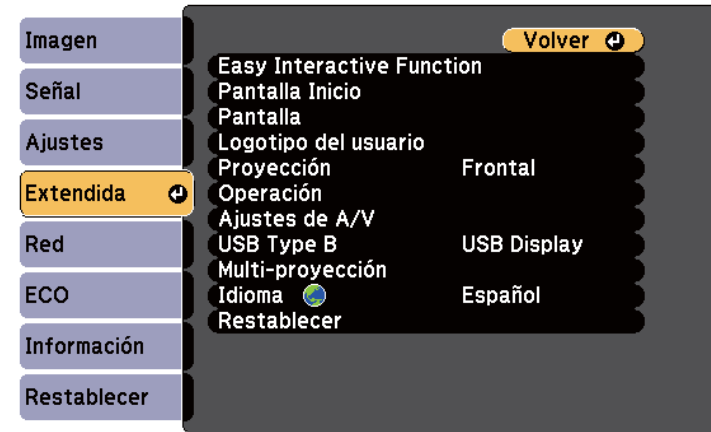 Imagen
Señal
Ajustes
Extendida
Red
ECO
Información
Restablecer
Volver
Easy Interactive Function
Pantalla Inicio
Pantalla
Logotipo del usuario
Proyección Frontal
Operación
Ajustes de A/V
USB Type B USB Display
Multi-proyección
Idioma Español
Restablecer